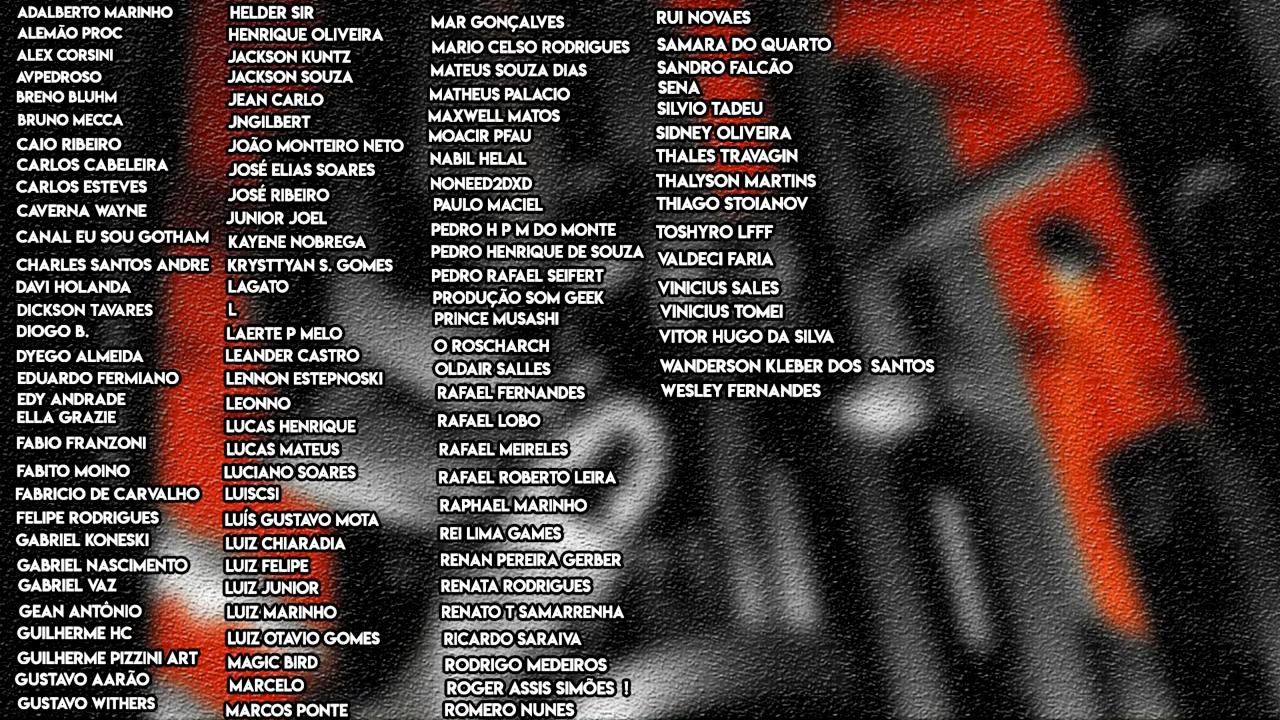 ADALBERTO MARINHO
ALEMÃO PROC
ALEX CORSINI
AVPEDROSO
BRENO BLUHM
BRUNO MECCA
CAIO RIBEIRO
CARLOS CABELEIRA
CARLOS ESTEVES
CAVERNA WAYNE
CANAL EU SOU GOTHAM
CHARLES SANTOS ANDRE
DAVI HOLANDA
DICKSON TAVARES
DIOGO B.
DYEGO ALMEIDA
EDUARDO FERMIANO
EDY ANDRADE
ELLA GRAZIE
FABIO FRANZONI
FABITO MOINO
FABRICIO DE CARVALHO
FELIPE RODRIGUES
GABRIEL KONESKI
GABRIEL NASCIMENTO
GABRIEL VAZ
GEAN ANTÔNIO
GUILHERME HC
GUILHERME PIZZINI ART
GUSTAVO AARÃO
GUSTAVO WITHERS
HELDER SIR
HENRIQUE OLIVEIRA
JACKSON KUNTZ
JACKSON SOUZA
JEAN CARLO
JNGILBERT
JOÃO MONTEIRO NETO
JOSÉ ELIAS SOARES
JOSÉ RIBEIRO
JUNIOR JOEL
KAYENE NOBREGA
KRYSTTYAN S. GOMES
LAGATO
L
LAERTE P MELO
LEANDER CASTRO
LENNON ESTEPNOSKI
LEONNO
LUCAS HENRIQUE
LUCAS MATEUS
LUCIANO SOARES
LUISCSI
LUÍS GUSTAVO MOTA
LUIZ CHIARADIA
LUIZ FELIPE
LUIZ JUNIOR
LUIZ MARINHO
LUIZ OTAVIO GOMES
MAGIC BIRD
MARCELO
MARCOS PONTE
MAR GONÇALVES
MARIO CELSO RODRIGUES
MATEUS SOUZA DIAS
MATHEUS PALACIO
MAXWELL MATOS
MOACIR PFAU
NABIL HELAL
NONEED2DXD
PAULO MACIEL
PEDRO H P M DO MONTE
PEDRO HENRIQUE DE SOUZA
PEDRO RAFAEL SEIFERT
PRODUÇÃO SOM GEEK
PRINCE MUSASHI
O ROSCHARCH
OLDAIR SALLES
RAFAEL FERNANDES
RAFAEL LOBO
RAFAEL MEIRELES
RAFAEL ROBERTO LEIRA
RAPHAEL MARINHO
REI LIMA GAMES
RENAN PEREIRA GERBER
RENATA RODRIGUES
RENATO T SAMARRENHA
RICARDO SARAIVA
RODRIGO MEDEIROS
ROGER ASSIS SIMÕES !
ROMERO NUNES
RUI NOVAES
SAMARA DO QUARTO
SANDRO FALCÃO
SENA
SILVIO TADEU
SIDNEY OLIVEIRA
THALES TRAVAGIN
THALYSON MARTINS
THIAGO STOIANOV
TOSHYRO LFFF
VALDECI FARIA
VINICIUS SALES
VINICIUS TOMEI
VITOR HUGO DA SILVA
WANDERSON KLEBER DOS SANTOS
WESLEY FERNANDES